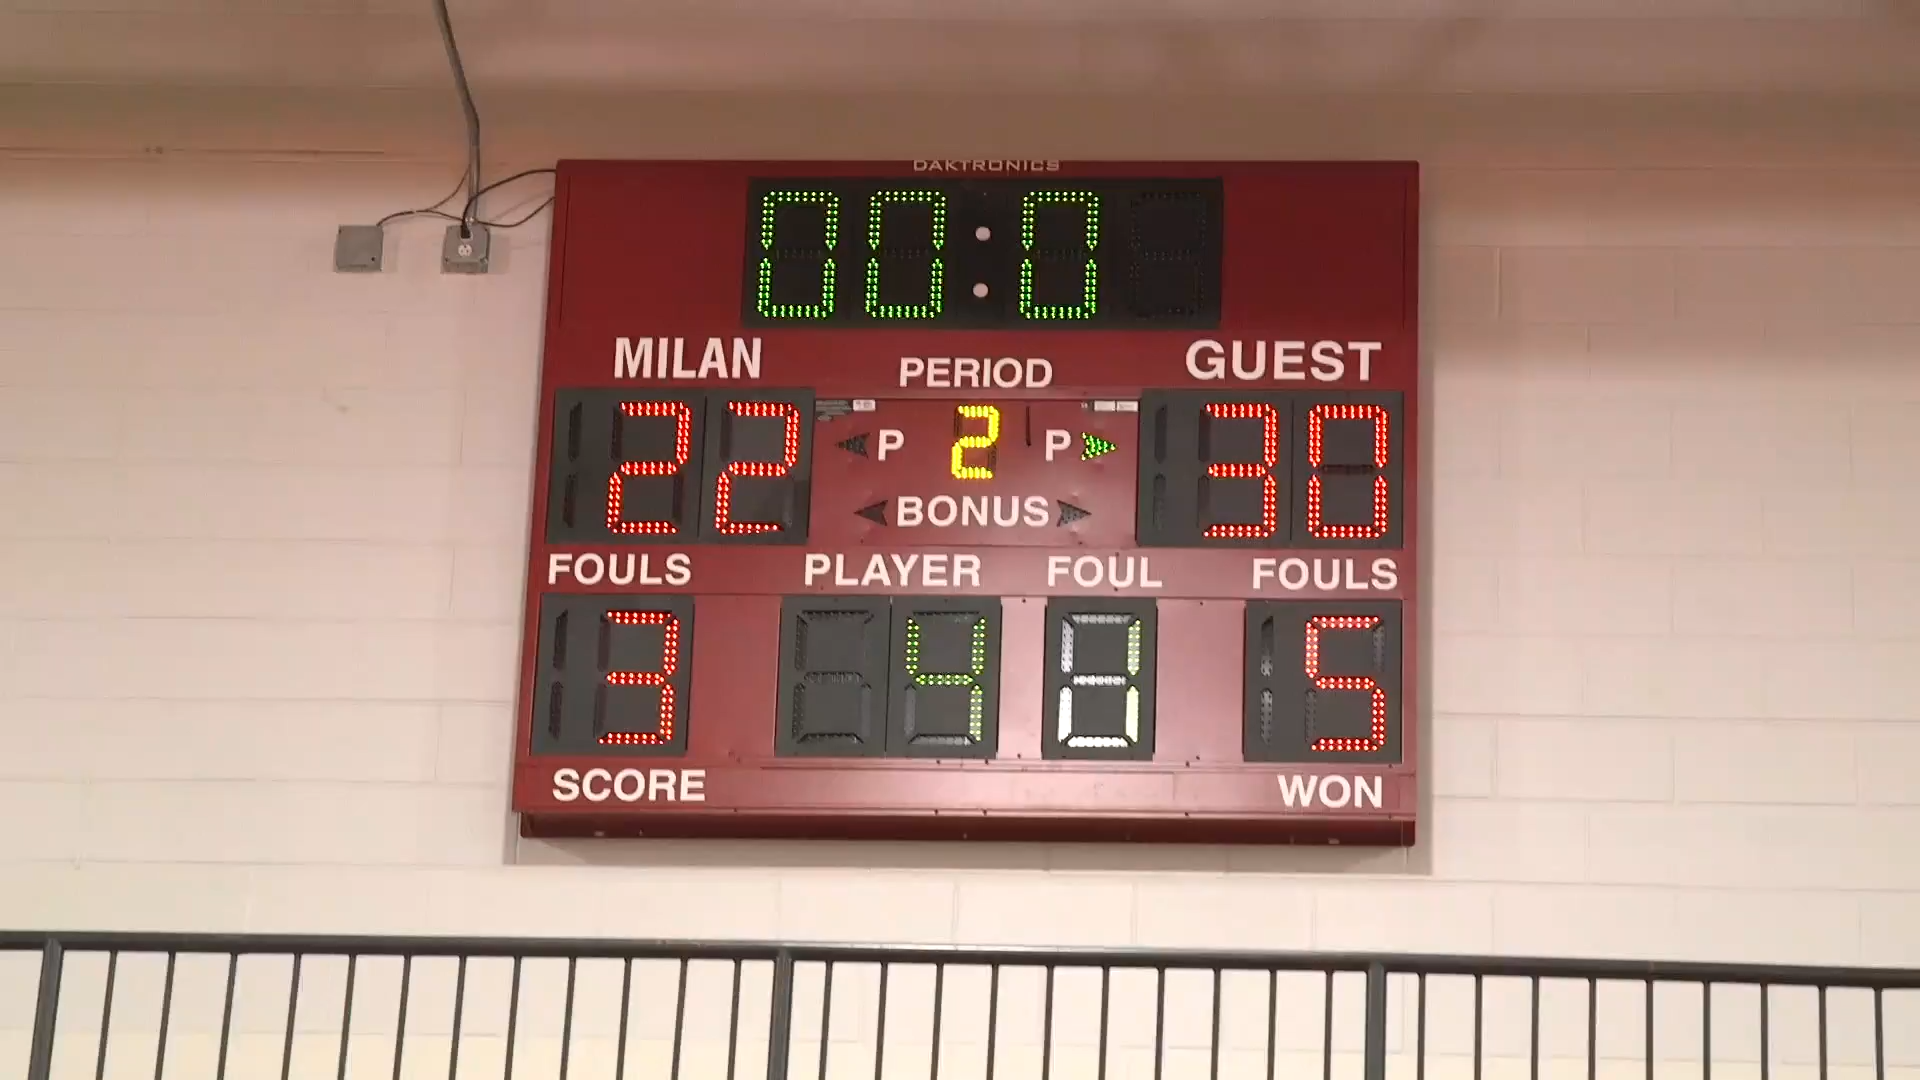 DAKTRONICS
00:0
MILAN PERIOD GUEST
22 P 2 P 30
BONUS
FOULS PLAYER FOUL FOULS
3 4 1 5
SCORE WON